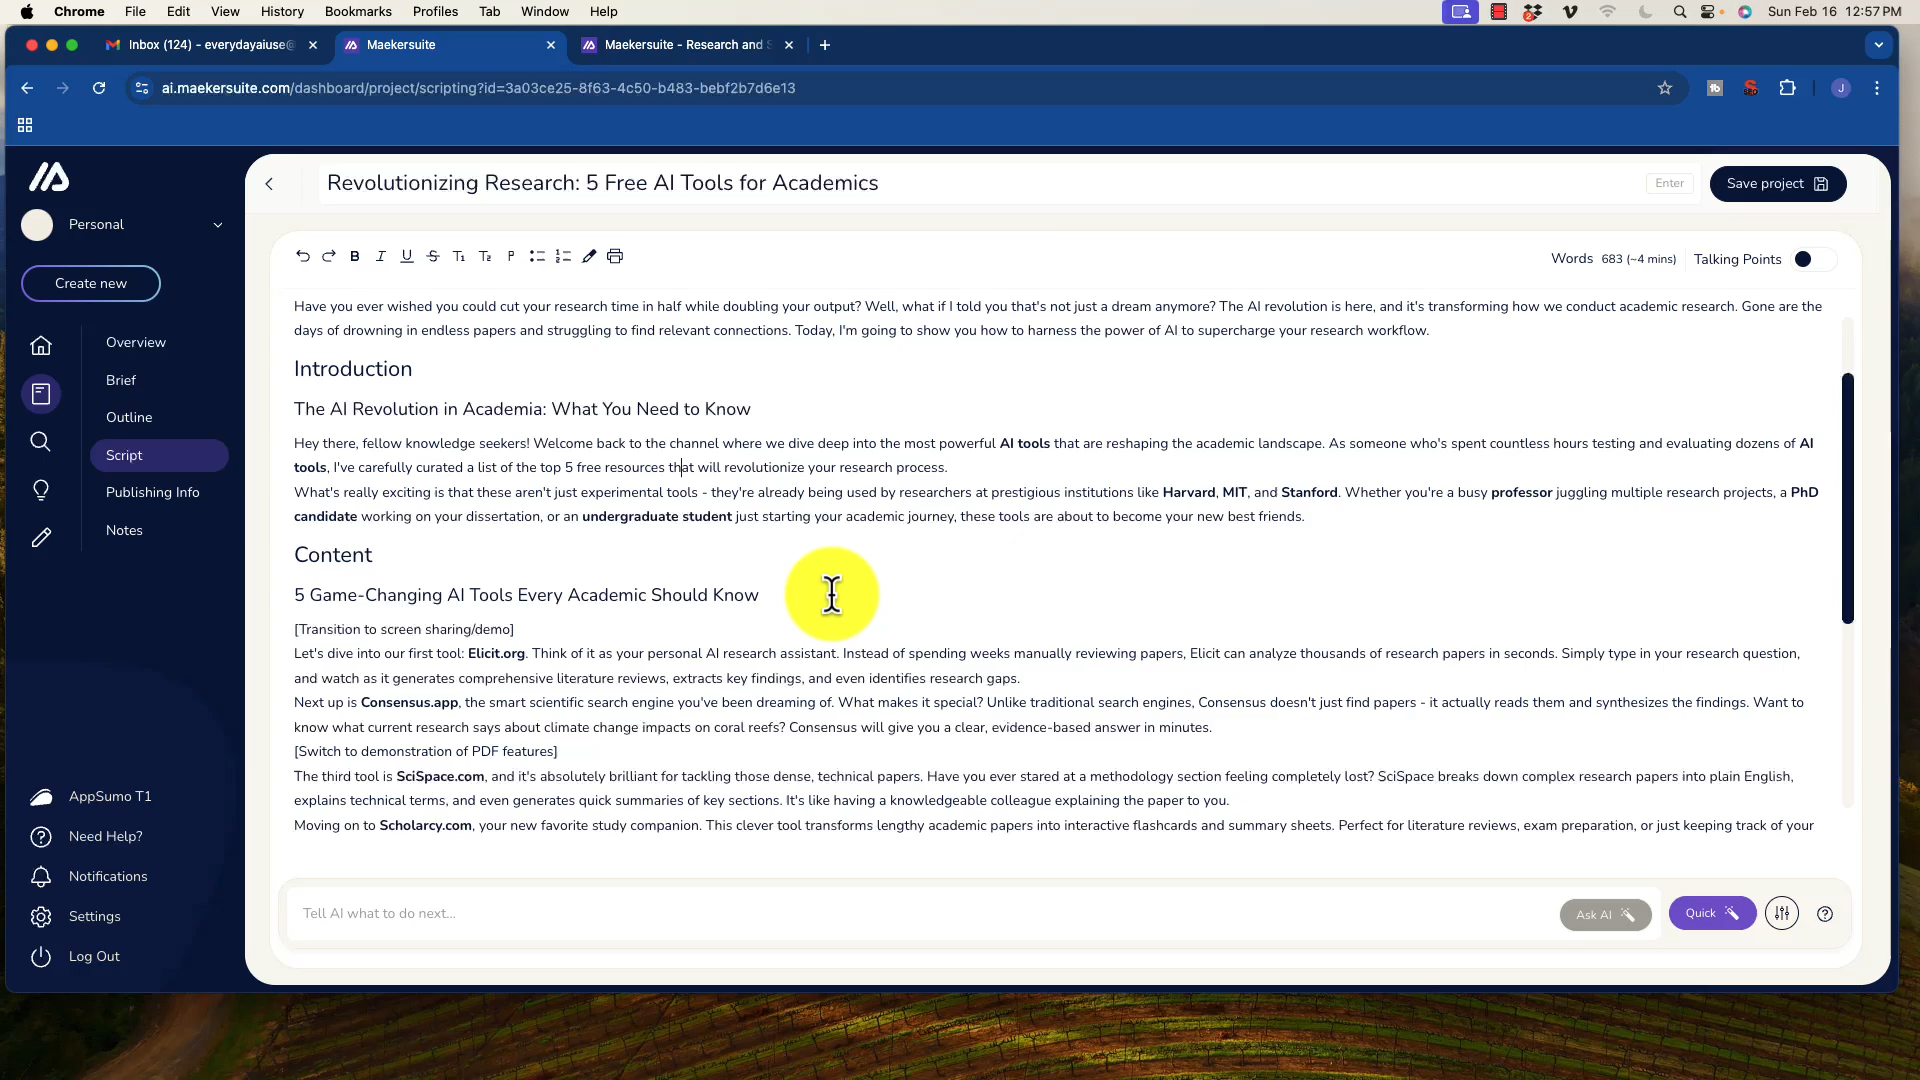 Chrome File Edit View History Bookmarks Profiles Tab Window Help
2
Sun Feb 16 12:57 PM
Inbox (124) - everydayaiuse@
Maekersuite
Maekersuite - Research and S
ai.maekersuite.com/dashboard/project/scripting?id=3a03ce25-8f63-4c50-b483-bebf2b7d6e13
tb
SEO
J
Revolutionizing Research: 5 Free AI Tools for Academics
Enter
Save project
Personal
Create new
Overview
Brief
Outline
Script
Publishing Info
Notes
AppSumo T1
Need Help?
Notifications
Settings
Log Out
B I U S T1 T2 P
Words 683 (~4 mins)
Talking Points
Have you ever wished you could cut your research time in half while doubling your output? Well, what if I told you that's not just a dream anymore? The AI revolution is here, and it's transforming how we conduct academic research. Gone are the
days of drowning in endless papers and struggling to find relevant connections. Today, I'm going to show you how to harness the power of AI to supercharge your research workflow.
Introduction
The AI Revolution in Academia: What You Need to Know
Hey there, fellow knowledge seekers! Welcome back to the channel where we dive deep into the most powerful AI tools that are reshaping the academic landscape. As someone who's spent countless hours testing and evaluating dozens of AI
tools, I've carefully curated a list of the top 5 free resources that will revolutionize your research process.
What's really exciting is that these aren't just experimental tools - they're already being used by researchers at prestigious institutions like Harvard, MIT, and Stanford. Whether you're a busy professor juggling multiple research projects, a PhD
candidate working on your dissertation, or an undergraduate student just starting your academic journey, these tools are about to become your new best friends.
Content
5 Game-Changing AI Tools Every Academic Should Know
[Transition to screen sharing/demo]
Let's dive into our first tool: Elicit.org. Think of it as your personal AI research assistant. Instead of spending weeks manually reviewing papers, Elicit can analyze thousands of research papers in seconds. Simply type in your research question,
and watch as it generates comprehensive literature reviews, extracts key findings, and even identifies research gaps.
Next up is Consensus.app, the smart scientific search engine you've been dreaming of. What makes it special? Unlike traditional search engines, Consensus doesn't just find papers - it actually reads them and synthesizes the findings. Want to
know what current research says about climate change impacts on coral reefs? Consensus will give you a clear, evidence-based answer in minutes.
[Switch to demonstration of PDF features]
The third tool is SciSpace.com, and it's absolutely brilliant for tackling those dense, technical papers. Have you ever stared at a methodology section feeling completely lost? SciSpace breaks down complex research papers into plain English,
explains technical terms, and even generates quick summaries of key sections. It's like having a knowledgeable colleague explaining the paper to you.
Moving on to Scholarcy.com, your new favorite study companion. This clever tool transforms lengthy academic papers into interactive flashcards and summary sheets. Perfect for literature reviews, exam preparation, or just keeping track of your
Tell AI what to do next...
Ask AI
Quick